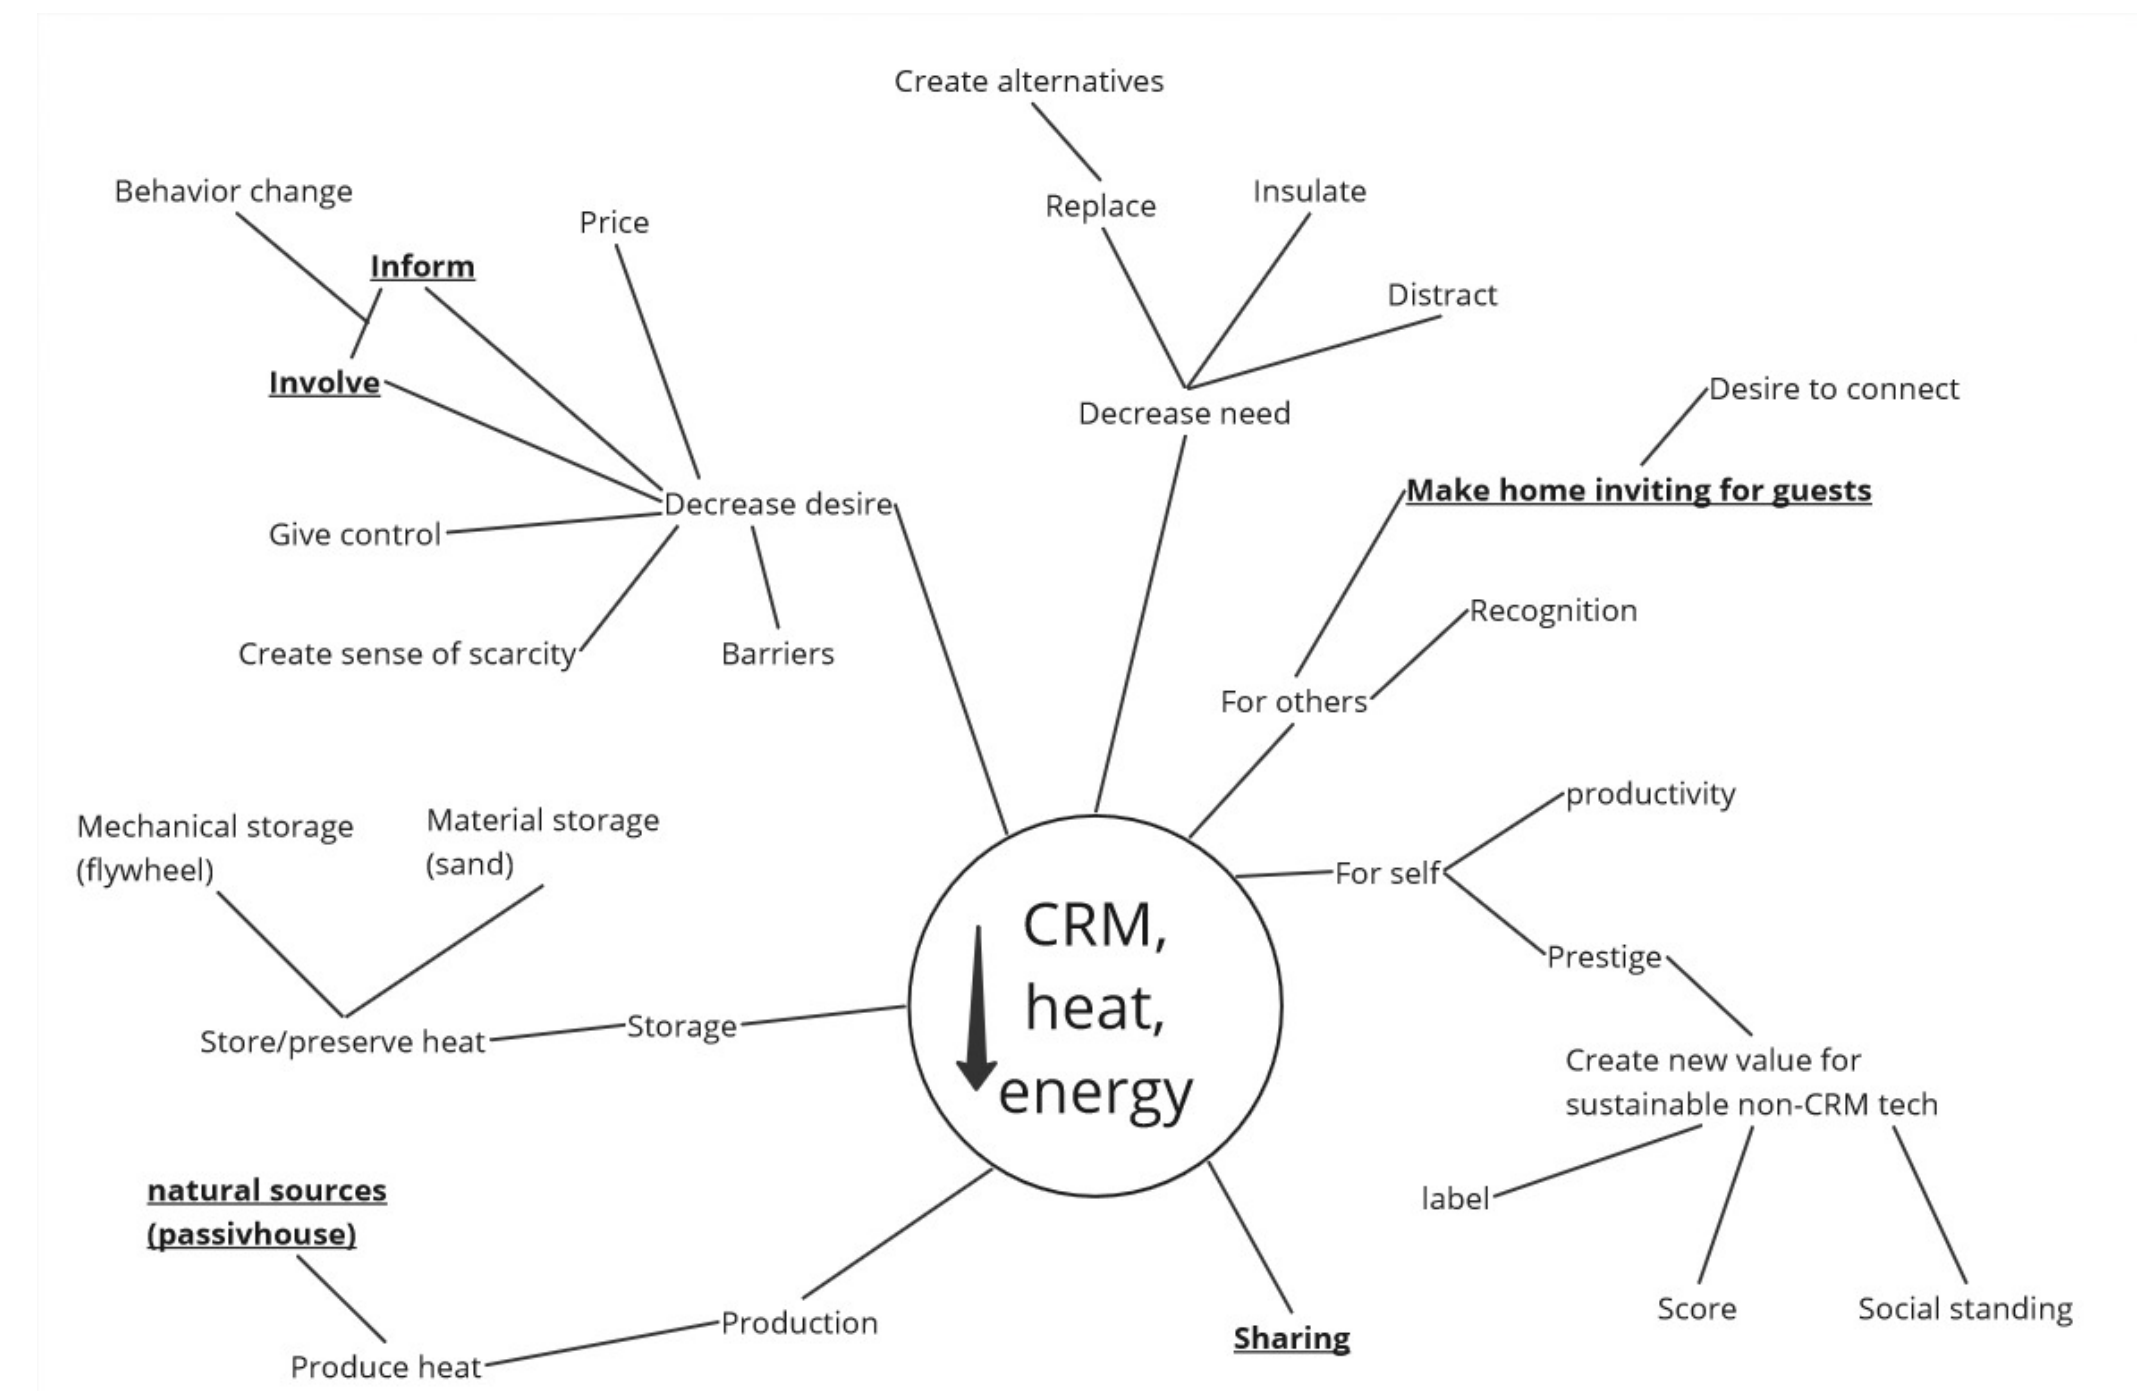 Create alternatives
Behavior change
Replace
Insulate
Price
Inform
Distract
Involve
Decrease need
Desire to connect
Make home inviting for guests
Decrease desire
Give control
Recognition
Create sense of scarcity
Barriers
For others
productivity
Mechanical storage
(flywheel)
Material storage
(sand)
For self
CRM,
heat,
energy
Prestige
Store/preserve heat
Storage
Create new value for
sustainable non-CRM tech
natural sources
(passivhouse)
label
Production
Score
Social standing
Sharing
Produce heat